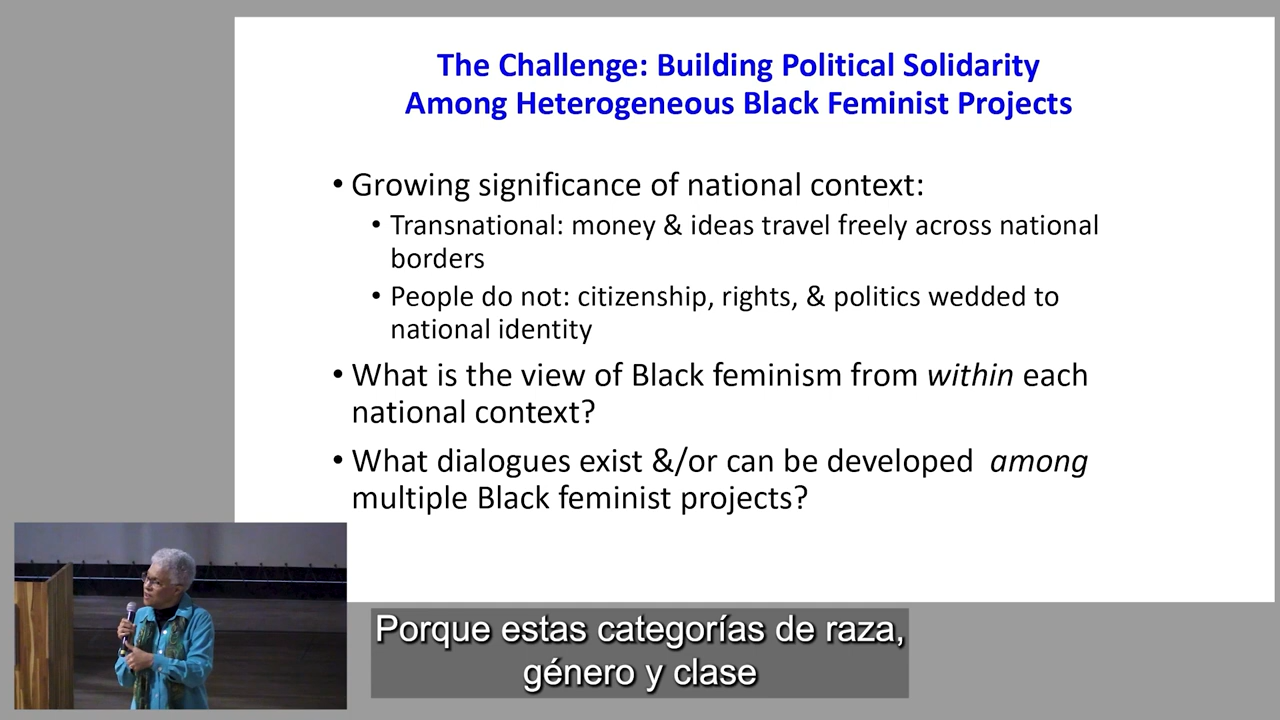 The Challenge: Building Political Solidarity
Among Heterogeneous Black Feminist Projects
• Growing significance of national context:
• Transnational: money & ideas travel freely across national
borders
• People do not: citizenship, rights, & politics wedded to
national identity
• What is the view of Black feminism from within each
national context?
• What dialogues exist &/or can be developed among
multiple Black feminist projects?
Porque estas categorías de raza,
género y clase